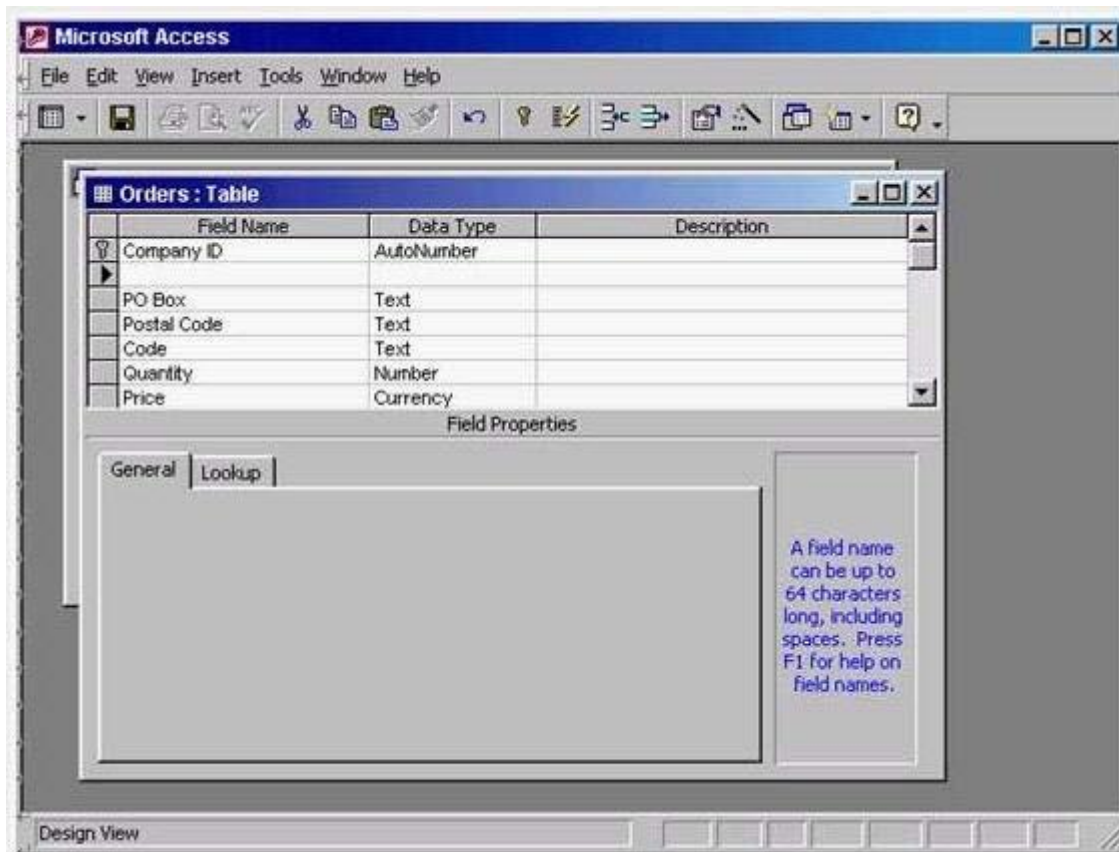 Microsoft Access
File Edit View Insert Tools Window Help
Orders : Table
Field Name Data Type Description
Company ID AutoNumber
PO Box Text
Postal Code Text
Code Text
Quantity Number
Price Currency
Field Properties
General Lookup
A field name
can be up to
64 characters
long, including
spaces. Press
F1 for help on
field names.
Design View